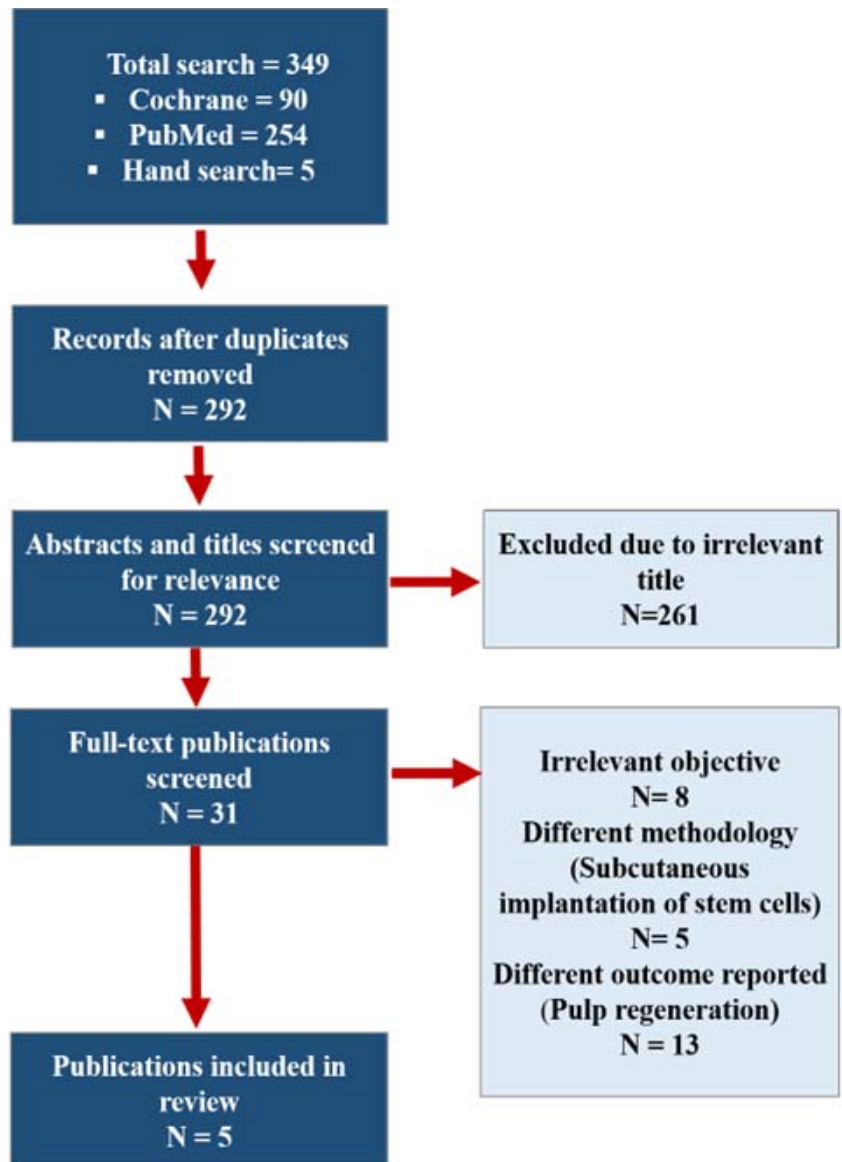 Total search = 349
▪ Cochrane = 90
▪ PubMed = 254
▪ Hand search= 5
Records after duplicates
removed
N = 292
Abstracts and titles screened
for relevance
N = 292
Excluded due to irrelevant
title
N=261
Full-text publications
screened
N = 31
Irrelevant objective
N= 8
Different methodology
(Subcutaneous
implantation of stem cells)
N= 5
Different outcome reported
(Pulp regeneration)
N = 13
Publications included in
review
N = 5